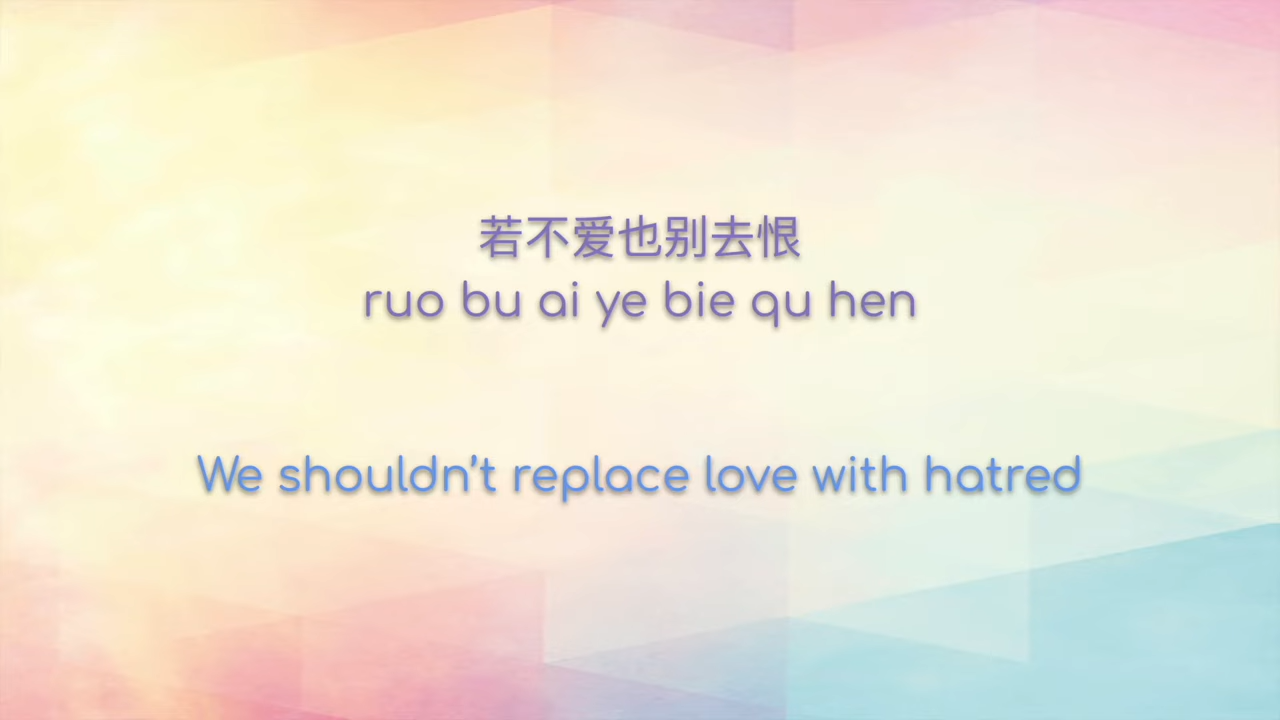 若不爱也别去恨
ruo bu ai ye bie qu hen
We shouldn't replace love with hatred